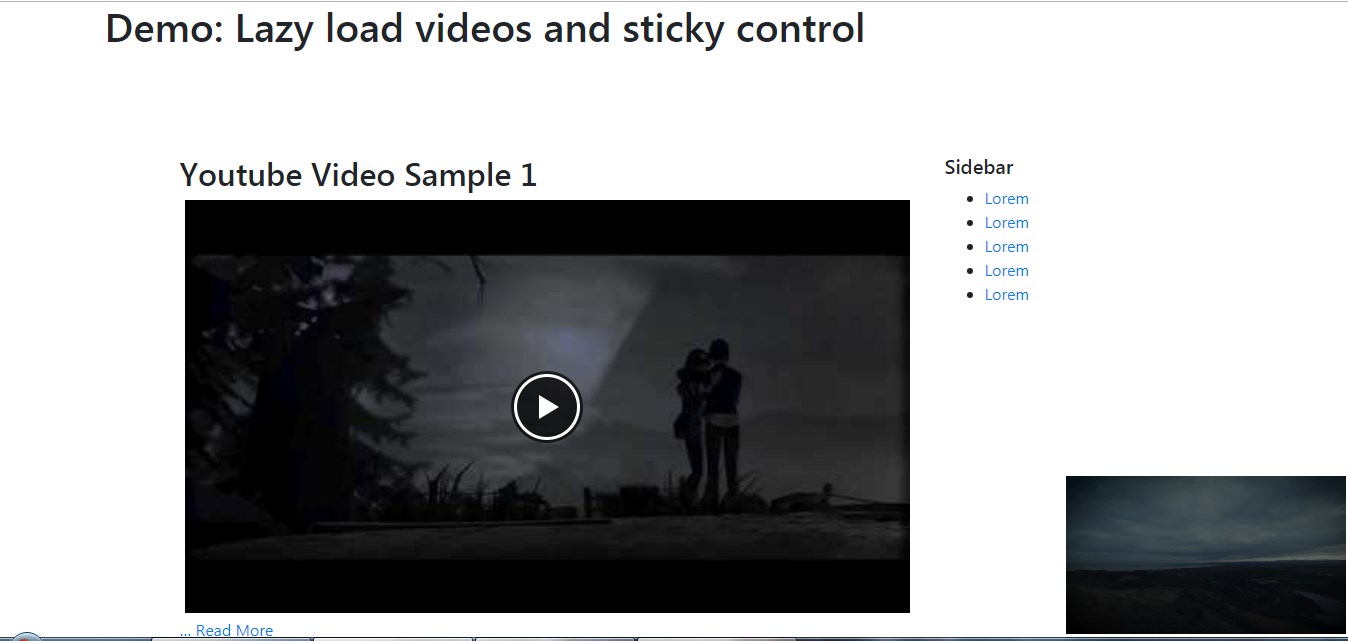 Demo: Lazy load videos and sticky control
Youtube Video Sample 1
... Read More
Sidebar
Lorem
Lorem
Lorem
Lorem
Lorem